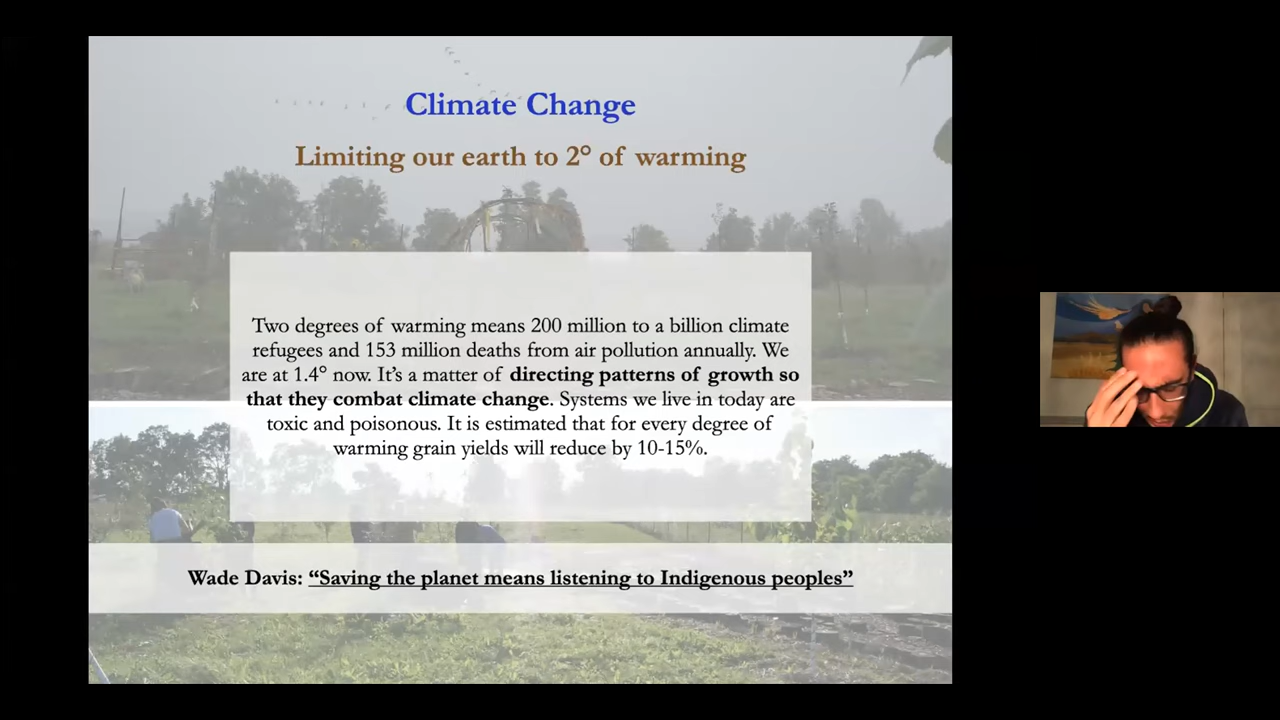 Climate Change
Limiting our earth to 2° of warming
Two degrees of warming means 200 million to a billion climate
refugees and 153 million deaths from air pollution annually. We
are at 1.4° now. It’s a matter of directing patterns of growth so
that they combat climate change. Systems we live in today are
toxic and poisonous. It is estimated that for every degree of
warming grain yields will reduce by 10-15%.
Wade Davis: “Saving the planet means listening to Indigenous peoples”